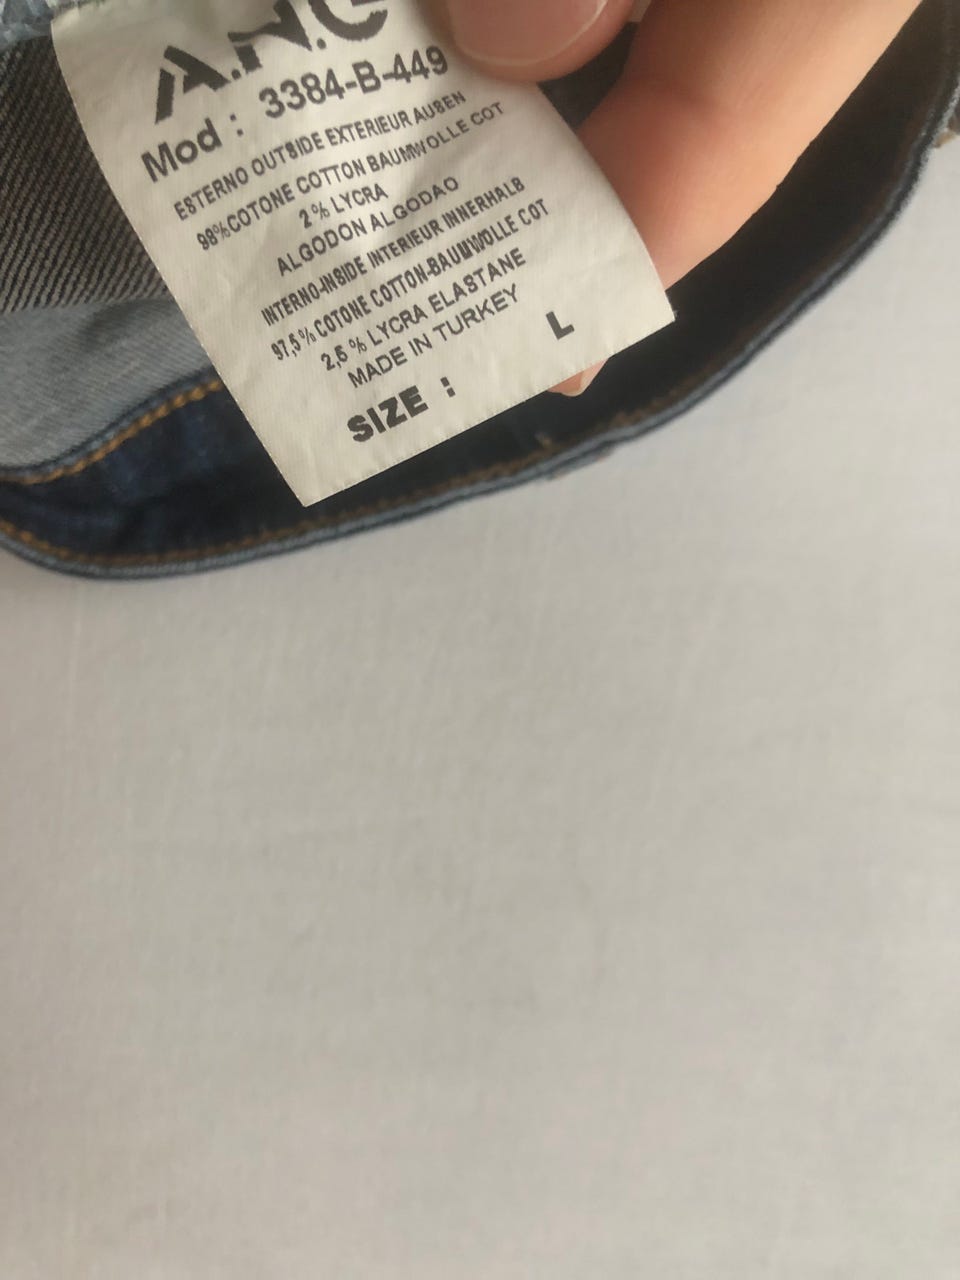 A.N.G
Mod : 3384-B-449
ESTERNO OUTSIDE EXTERIEUR AUBEN
98%COTONE COTTON BAUMWOLLE COT
2% LYCRA
ALGODON ALGODAO
INTERNO-INSIDE INTERIEUR INNERHALB
97,5% COTONE COTTON-BAUMWOLLE COT
2,5 % LYCRA ELASTANE
MADE IN TURKEY
SIZE : L